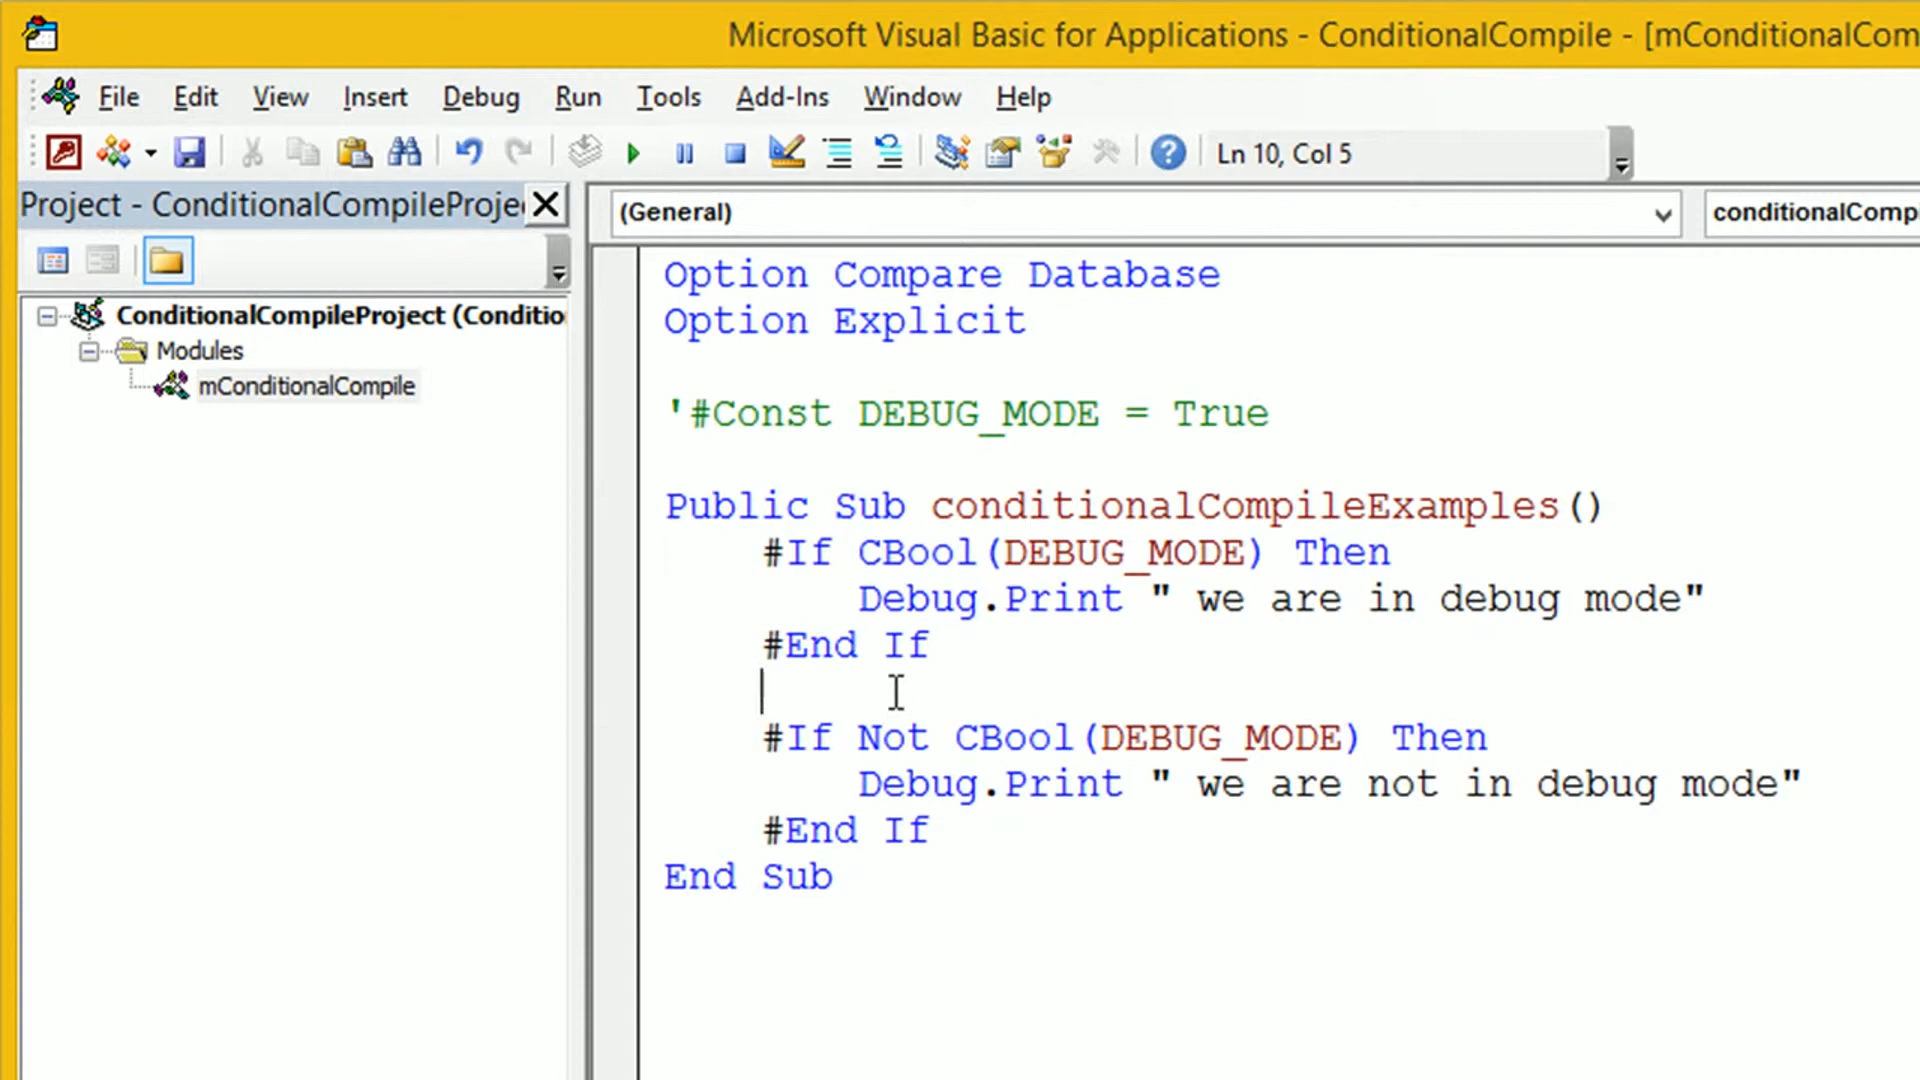 Microsoft Visual Basic for Applications - ConditionalCompile - [mConditionalCom
File Edit View Insert Debug Run Tools Add-Ins Window Help
Ln 10, Col 5
Project - ConditionalCompileProje
(General)
conditionalCompi
ConditionalCompileProject (Conditio
Modules
mConditionalCompile
Option Compare Database
Option Explicit
'#Const DEBUG_MODE = True
Public Sub conditionalCompileExamples()
#If CBool(DEBUG_MODE) Then
Debug.Print " we are in debug mode"
#End If
#If Not CBool(DEBUG_MODE) Then
Debug.Print " we are not in debug mode"
#End If
End Sub